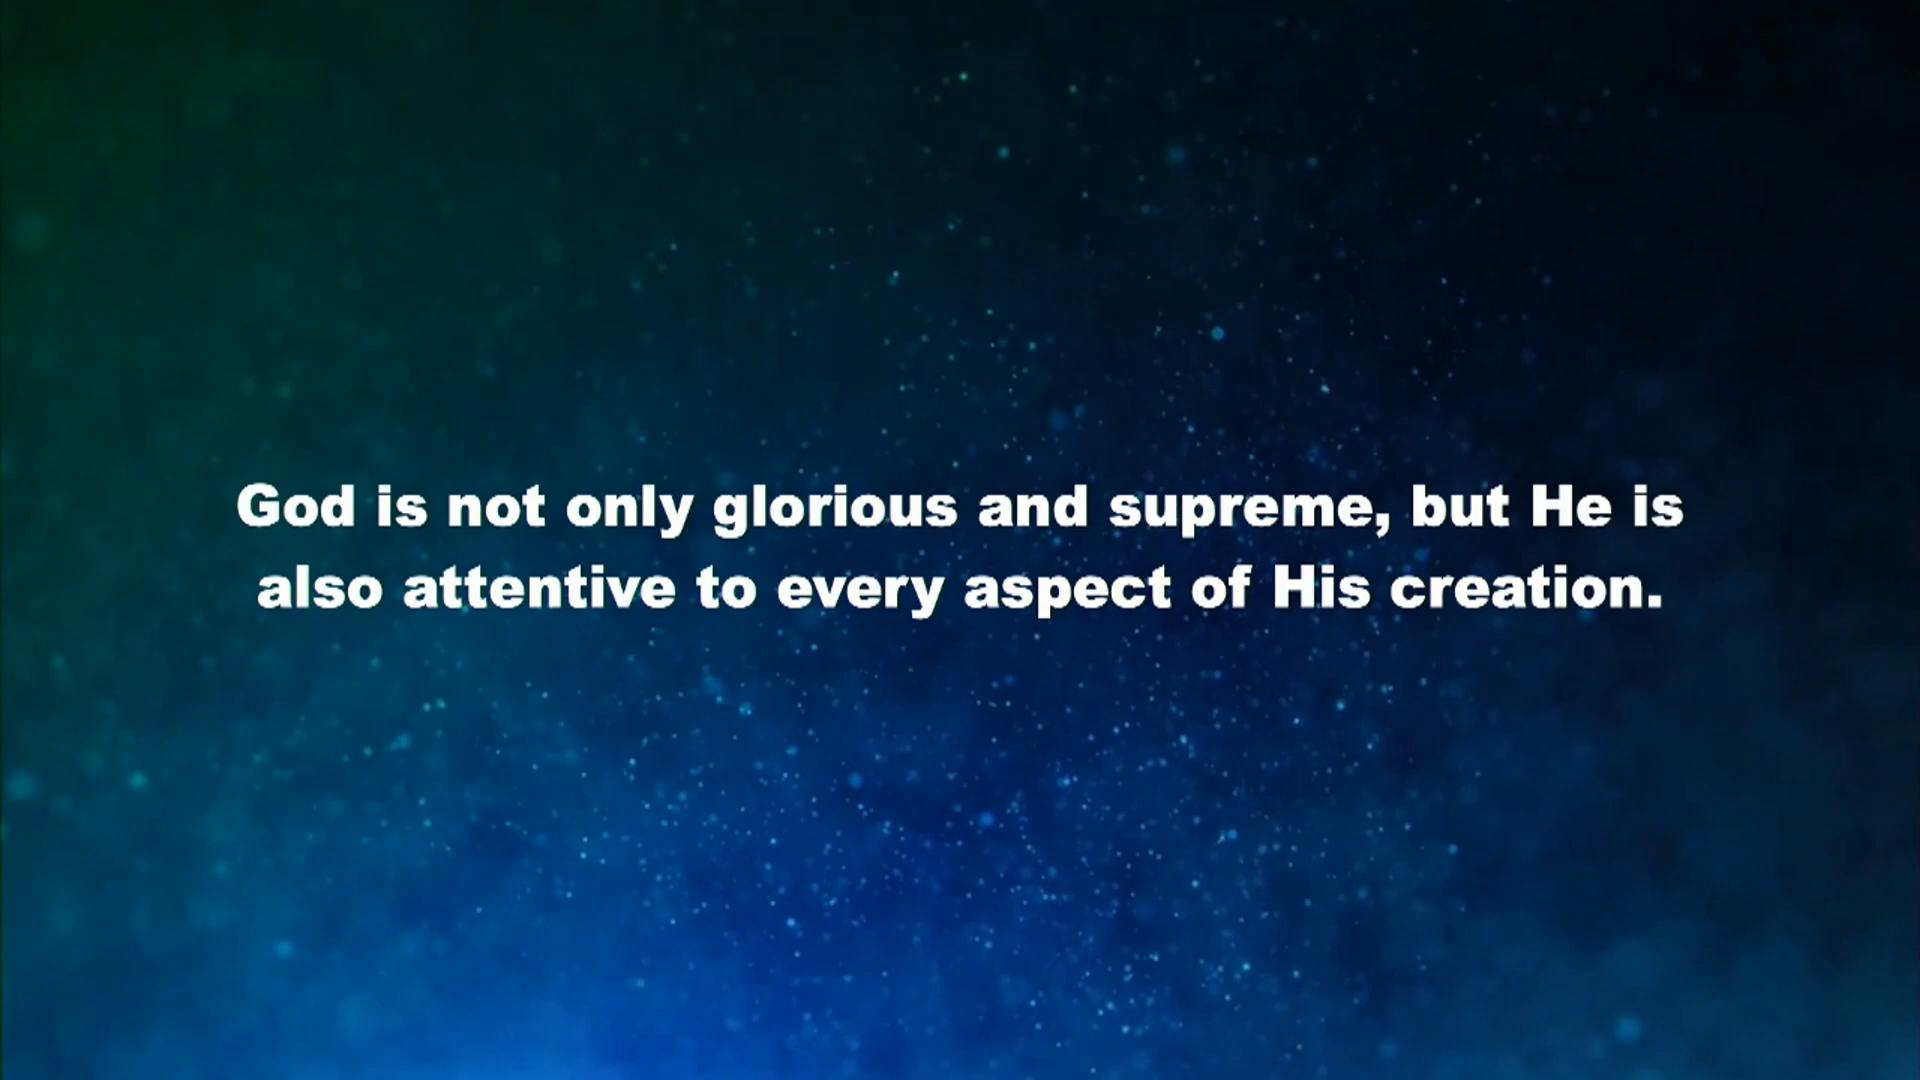 God is not only glorious and supreme, but He is
also attentive to every aspect of His creation.